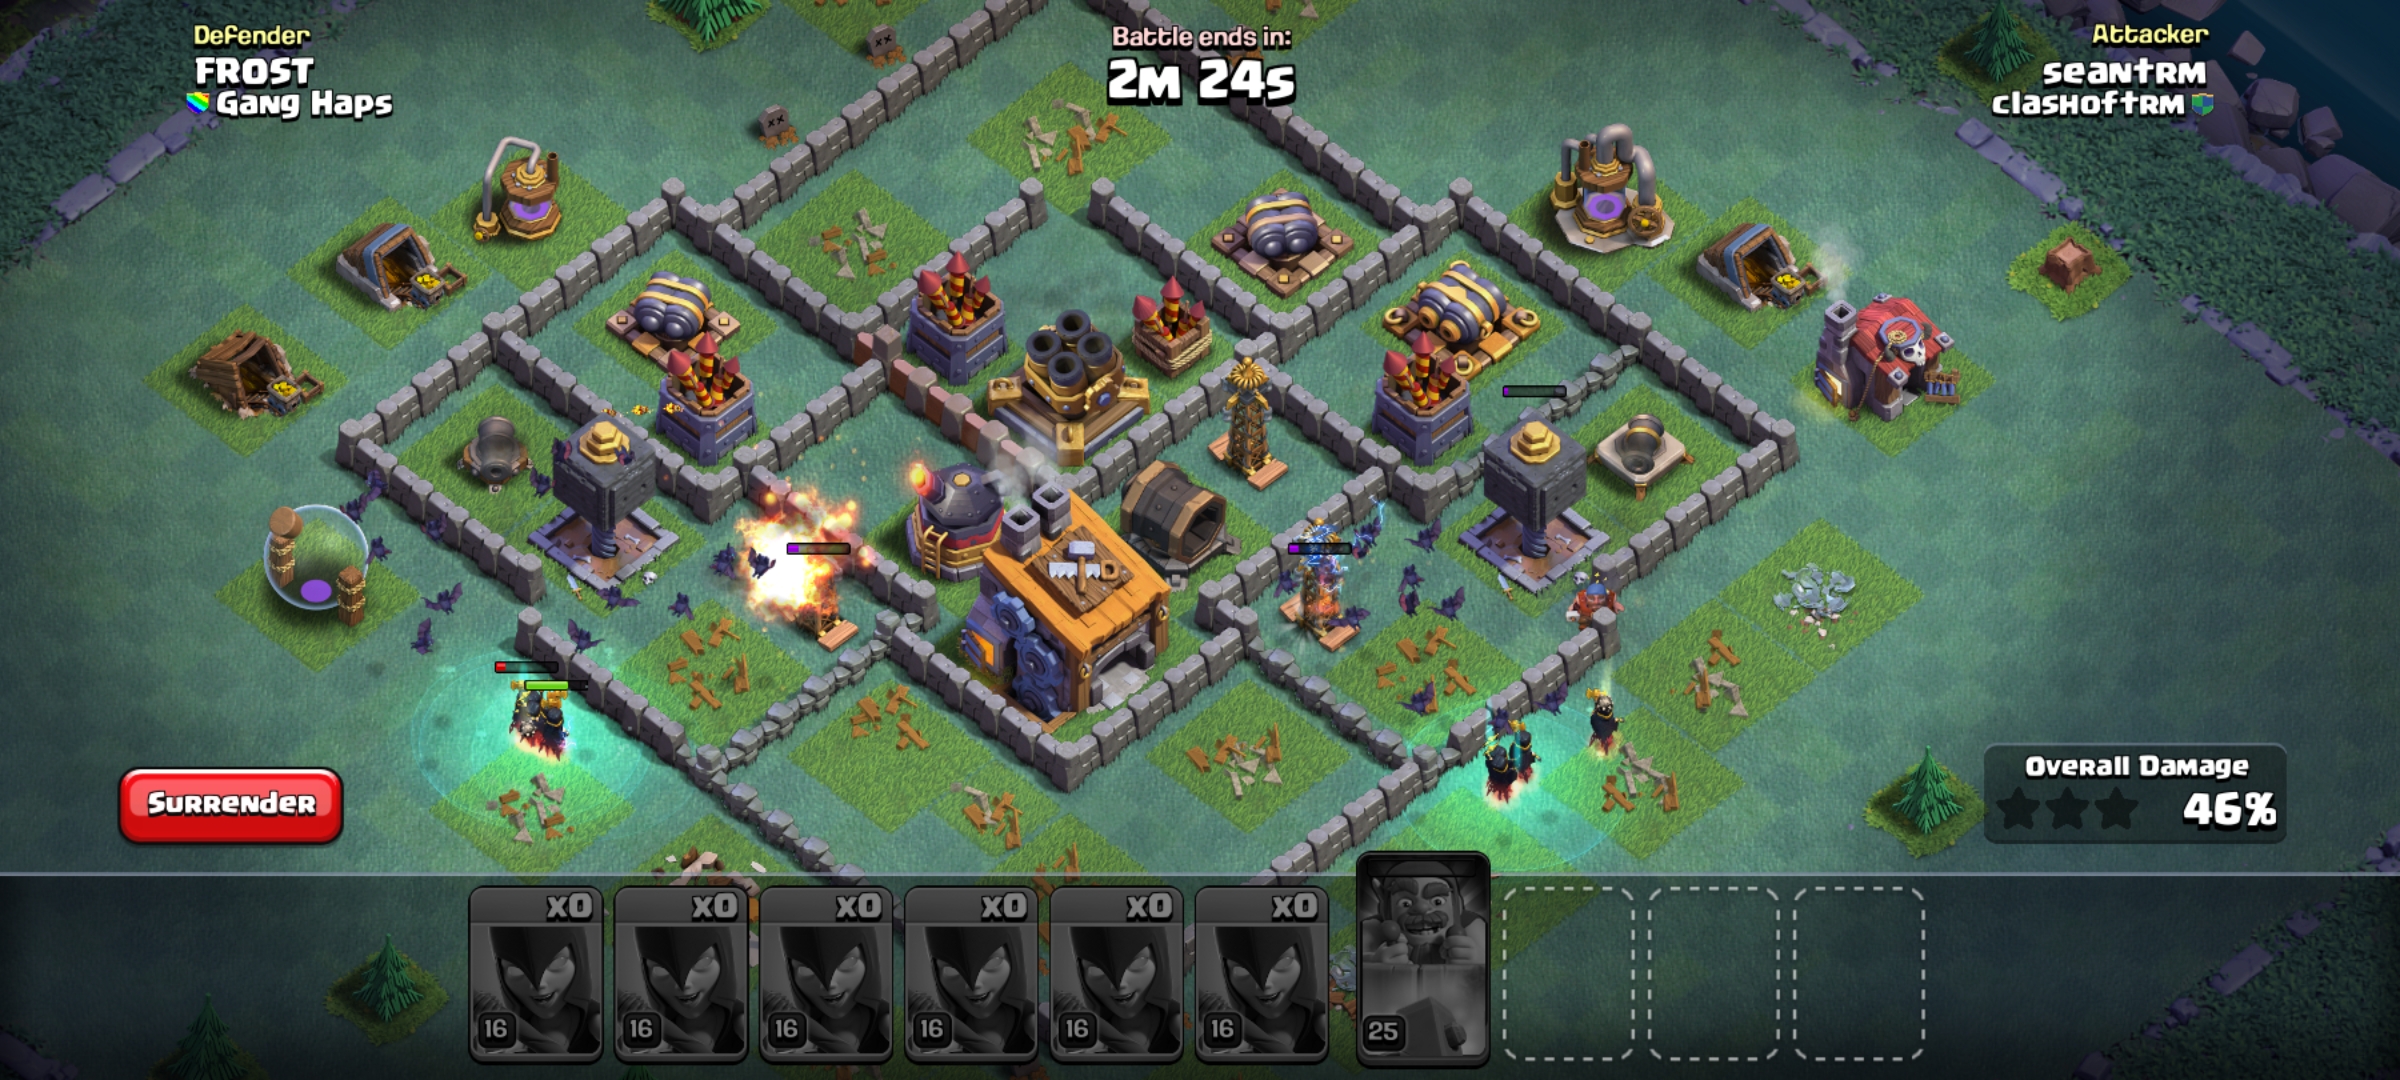 Defender
FROST
Gang Haps
Battle ends in:
2M 24S
Attacker
seantRM
clashoftRM
Surrender
Overall Damage
46%
x0
x0
x0
x0
x0
x0
16
16
16
16
16
16
25